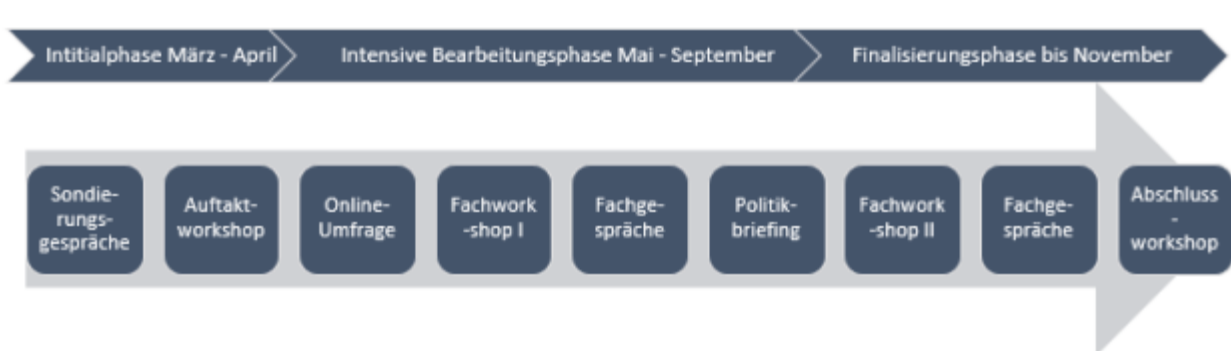 Intitialphase März - April
Intensive Bearbeitungsphase Mai - September
Finalisierungsphase bis November
Sondie-
rungs-
gespräche
Auftakt-
workshop
Online-
Umfrage
Fachwork
-shop I
Fachge-
spräche
Politik-
briefing
Fachwork
-shop II
Fachge-
spräche
Abschluss
-
workshop